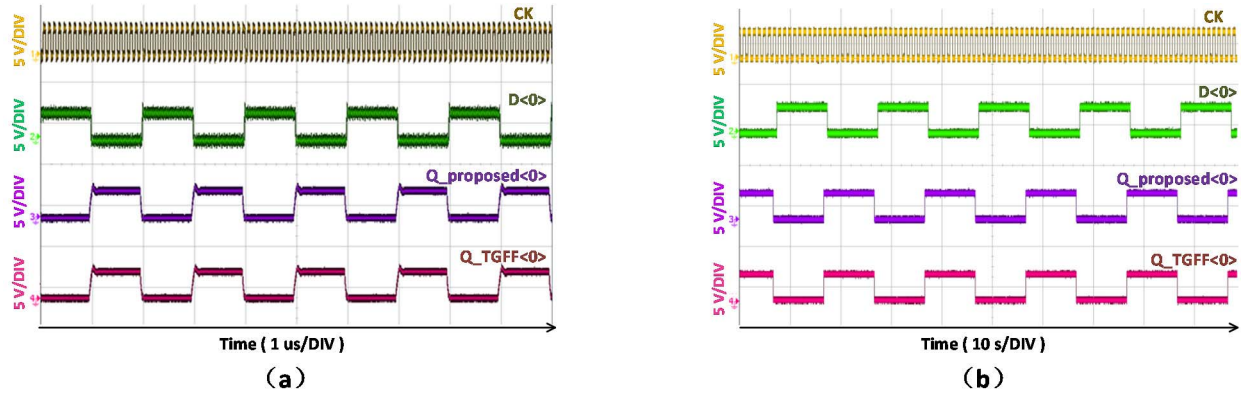 CK
5 V/DIV
D<0>
5 V/DIV
Q_proposed<0>
5 V/DIV
Q_TGFF<0>
5 V/DIV
Time ( 1 us/DIV )
(a)
CK
5 V/DIV
D<0>
5 V/DIV
Q_proposed<0>
5 V/DIV
Q_TGFF<0>
5 V/DIV
Time ( 10 s/DIV )
(b)